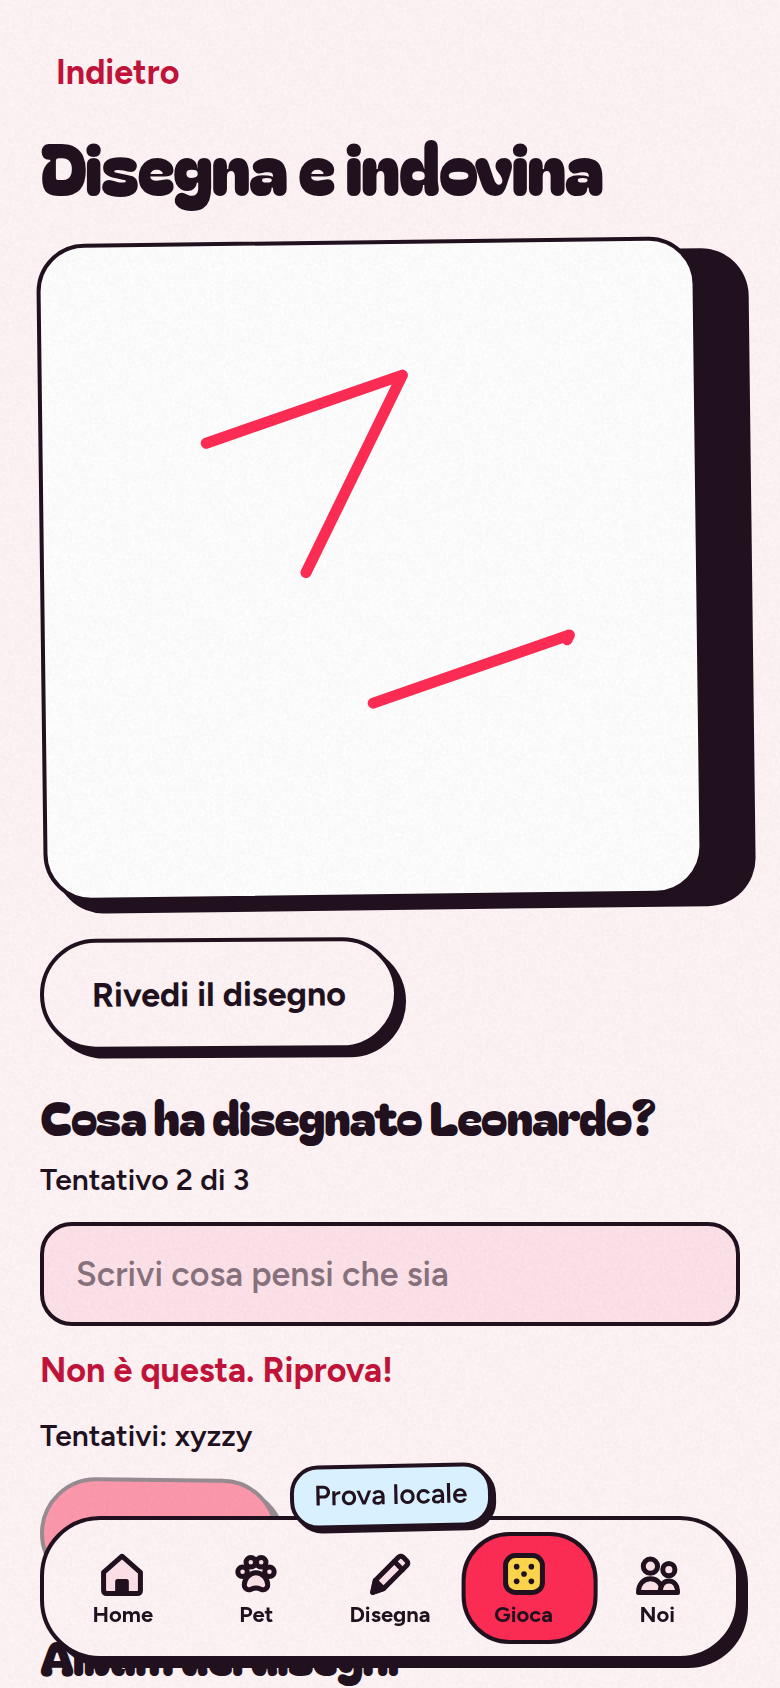 Indietro
Disegna e indovina
Rivedi il disegno
Cosa ha disegnato Leonardo?
Tentativo 2 di 3
Scrivi cosa pensi che sia
Non è questa. Riprova!
Tentativi: xyzzy
Prova locale
Home
Pet
Disegna
Gioca
Noi